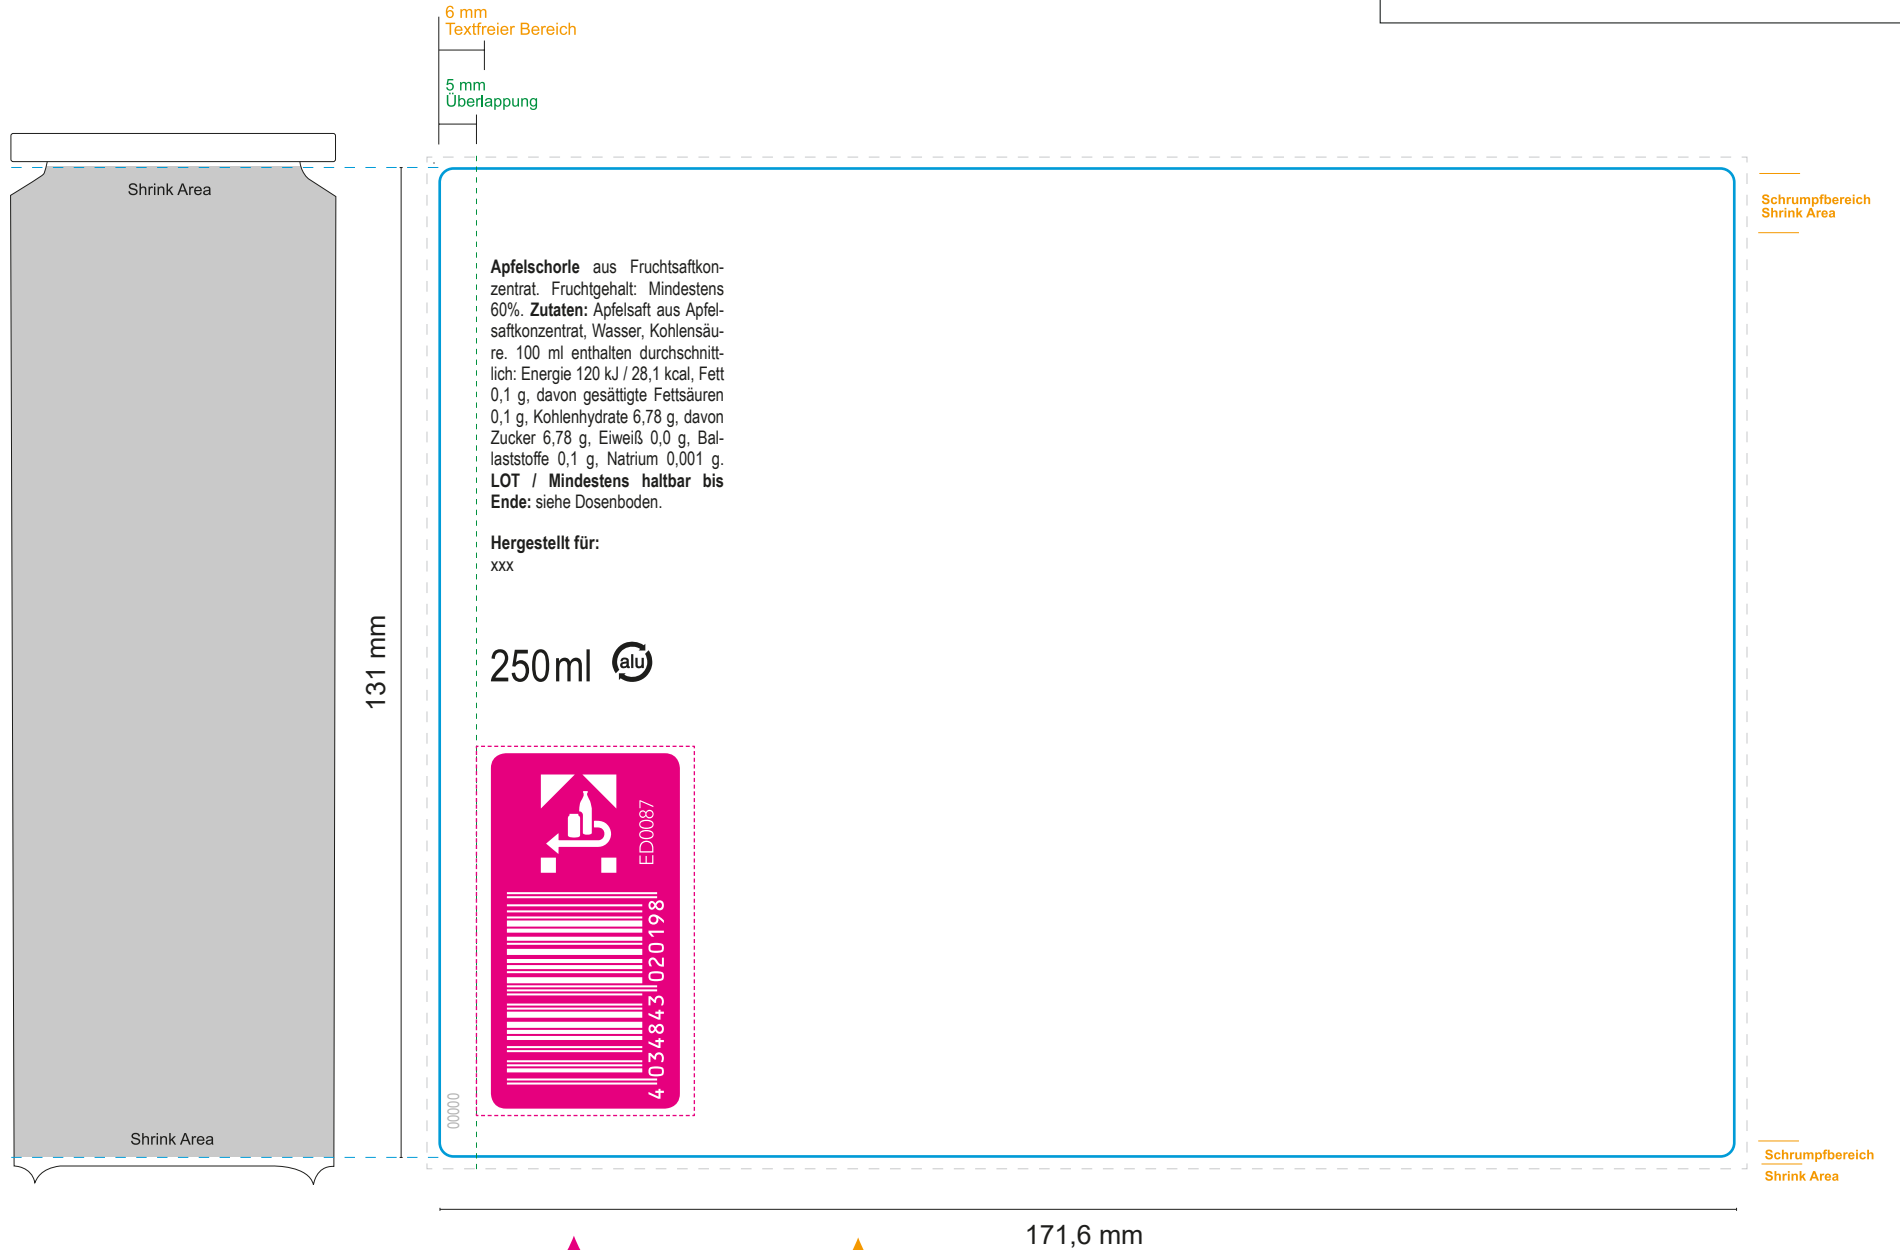 6 mm
Textfreier Bereich
5 mm
Überlappung
Shrink Area
Schrumpfbereich
Shrink Area
Apfelschorle aus Fruchtsaftkon-
zentrat. Fruchtgehalt: Mindestens
60%. Zutaten: Apfelsaft aus Apfel-
saftkonzentrat, Wasser, Kohlensäu-
re. 100 ml enthalten durchschnitt-
lich: Energie 120 kJ / 28,1 kcal, Fett
0,1 g, davon gesättigte Fettsäuren
0,1 g, Kohlenhydrate 6,78 g, davon
Zucker 6,78 g, Eiweiß 0,0 g, Bal-
laststoffe 0,1 g, Natrium 0,001 g.
LOT / Mindestens haltbar bis
Ende: siehe Dosenboden.
Hergestellt für:
xxx
131 mm
250 ml
alu
ED0087
4 034843 020198
00000
Shrink Area
Schrumpfbereich
Shrink Area
171,6 mm